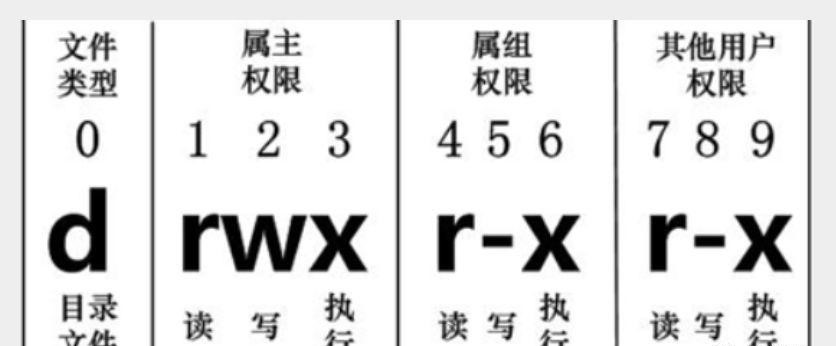 文件 属主 属组 其他用户
类型 权限 权限 权限
0 1 2 3 4 5 6 7 8 9
d rwx r-x r-x
目录 读 写 执行 读 写 执行 读 写 执行
文件